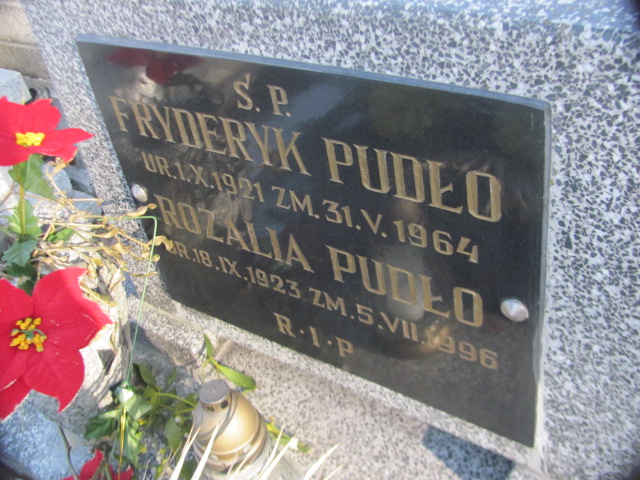 Ś. P.
FRYDERYK PUDŁO
UR. 1. X. 1921 ZM. 31. V. 1964
ROZALIA PUDŁO
UR. 18. IX. 1923 ZM. 5. VII. 1996
R · I · P